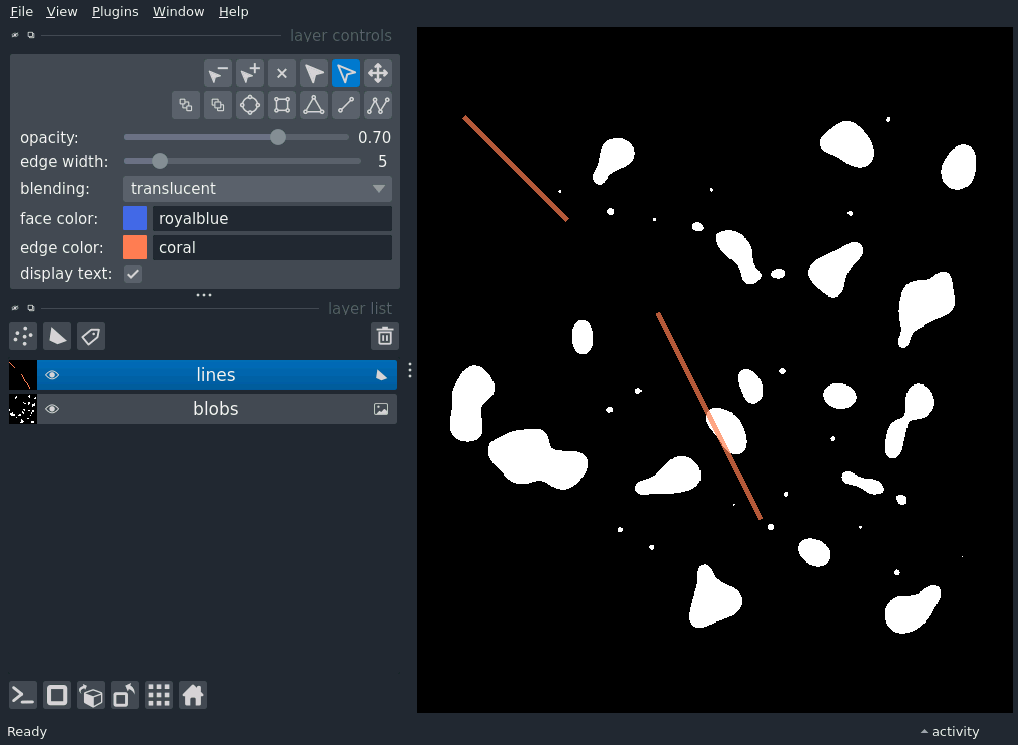 File View Plugins Window Help
layer controls
opacity: 0.70
edge width: 5
blending: translucent
face color: royalblue
edge color: coral
display text:
layer list
lines
blobs
Ready activity